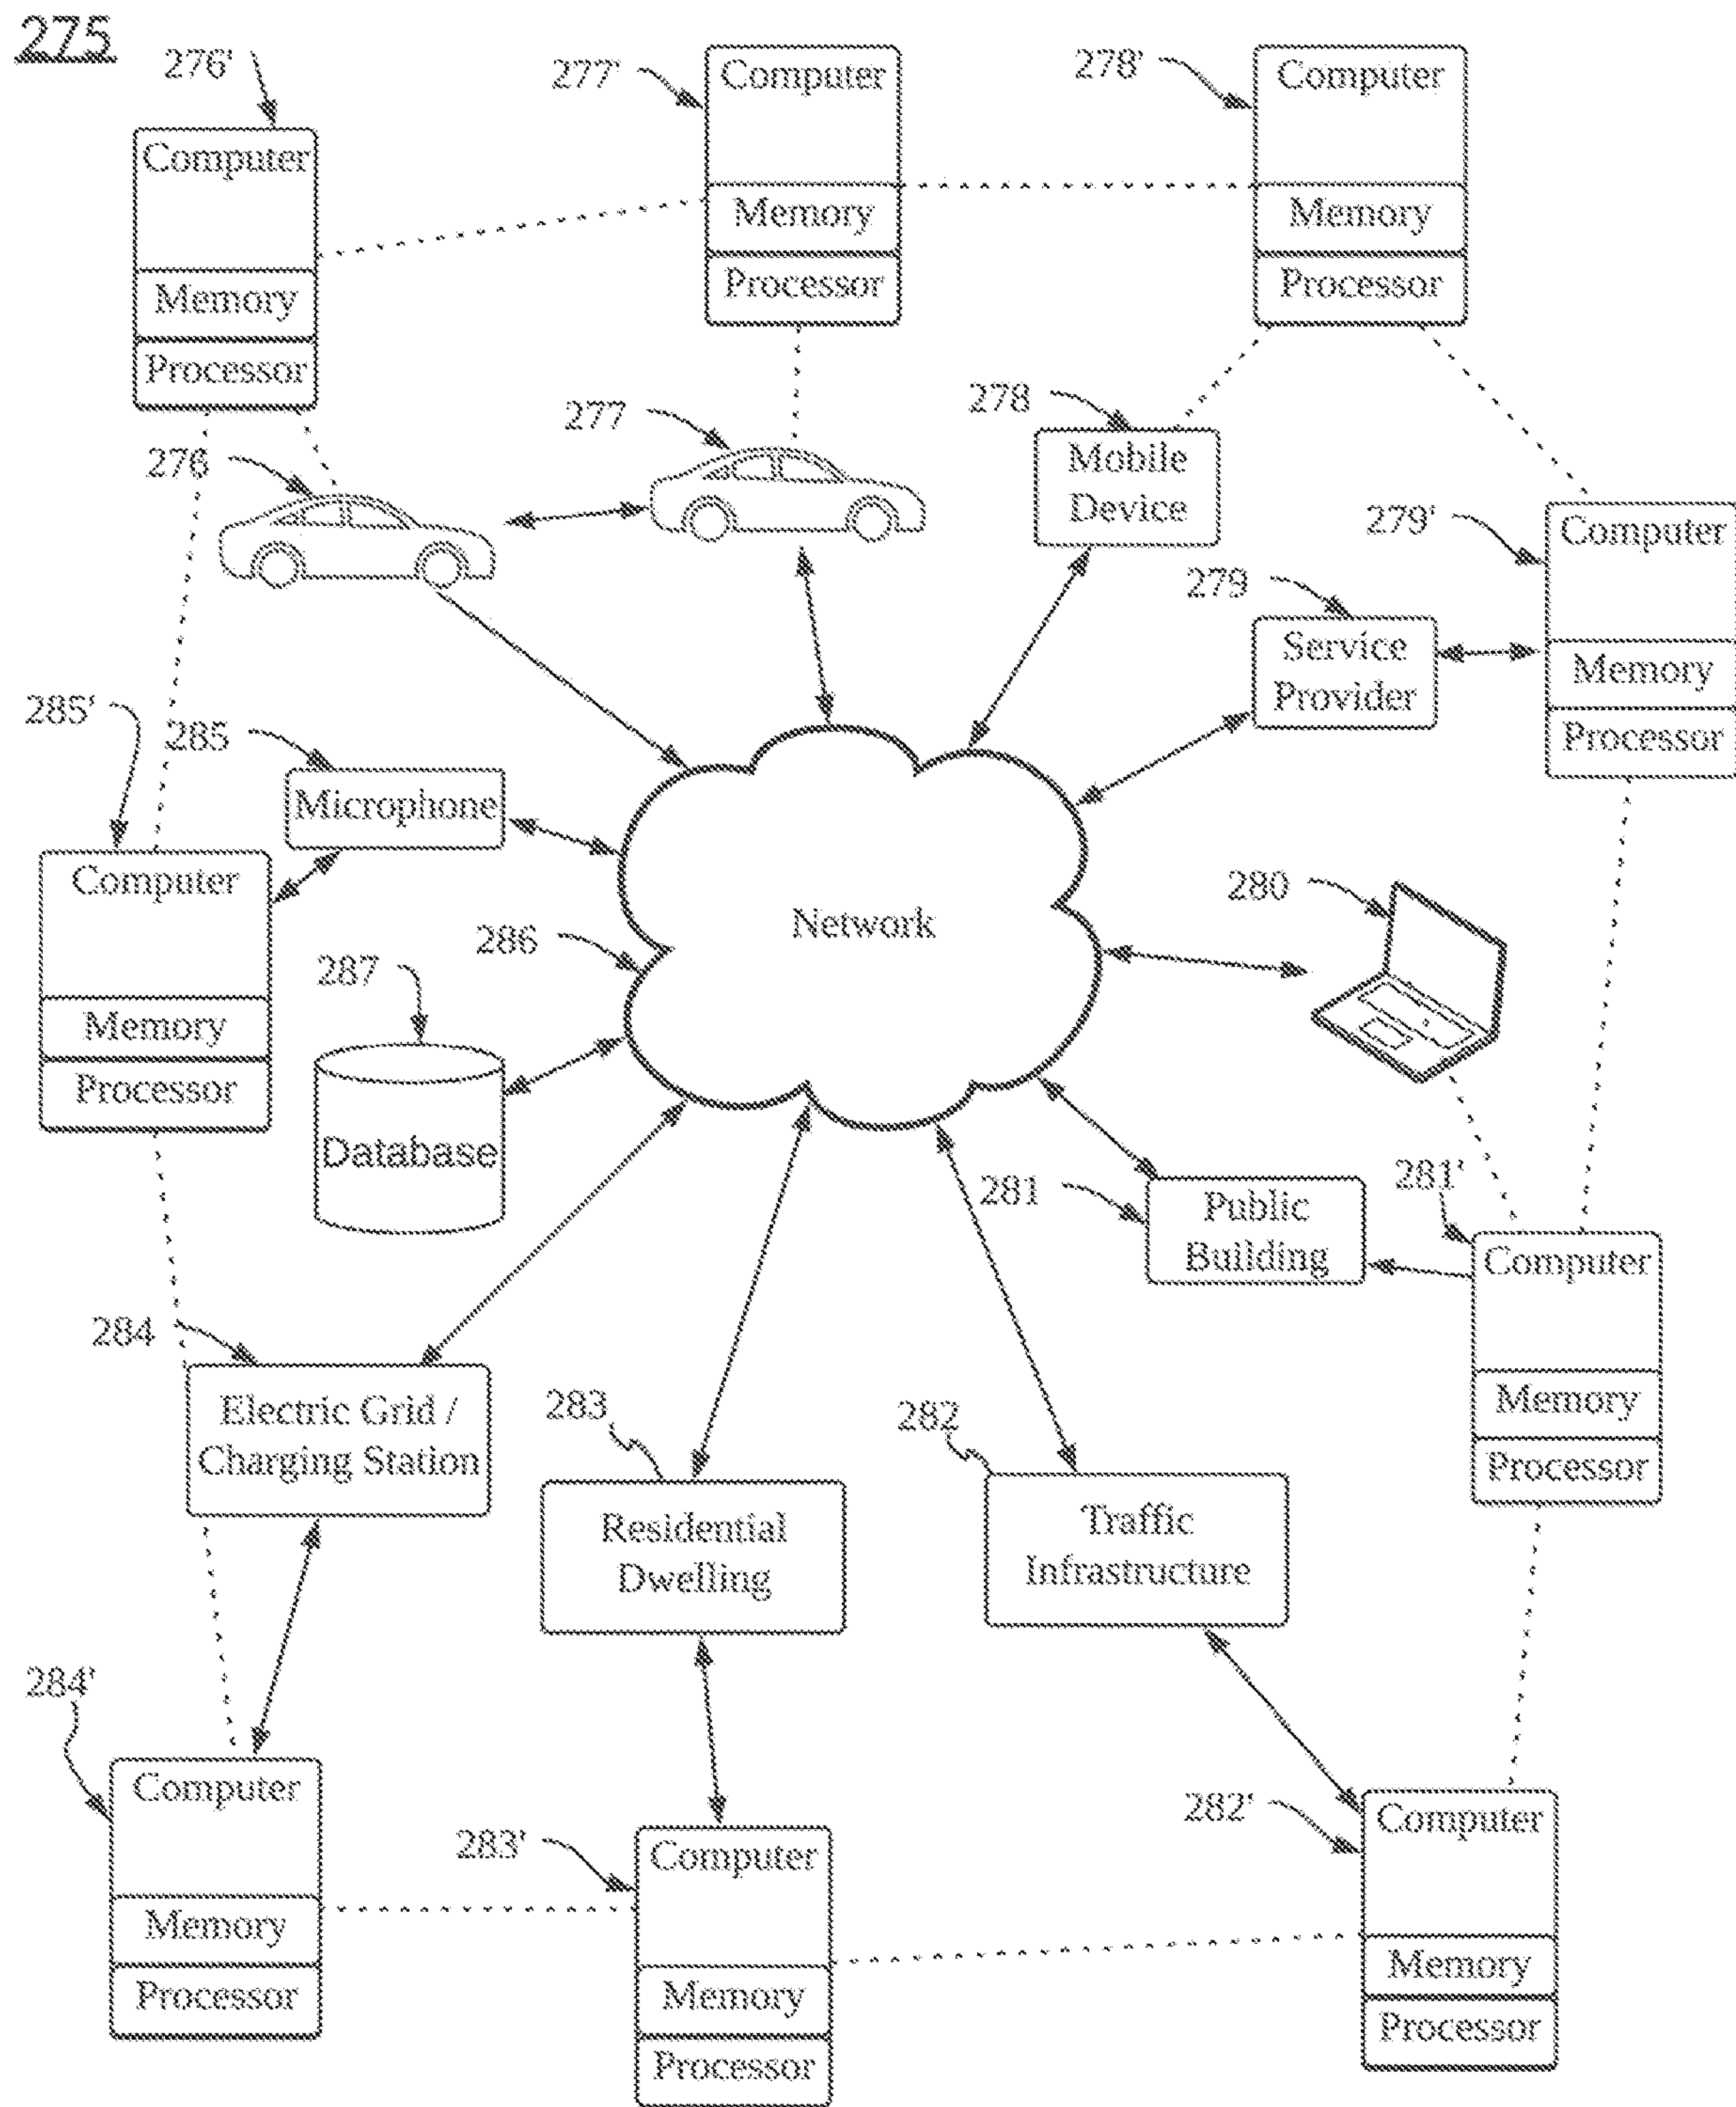 275
276'
277'
278'
Computer
Memory
Processor
Computer
Memory
Processor
Computer
Memory
Processor
276
277
278
Mobile
Device
279'
Computer
Memory
Processor
279
Service
Provider
285'
285
Microphone
Computer
Memory
Processor
286
Network
280
287
Database
281
Public
Building
281'
Computer
Memory
Processor
284
Electric Grid /
Charging Station
283
Residential
Dwelling
282
Traffic
Infrastructure
284'
Computer
Memory
Processor
283'
Computer
Memory
Processor
282'
Computer
Memory
Processor